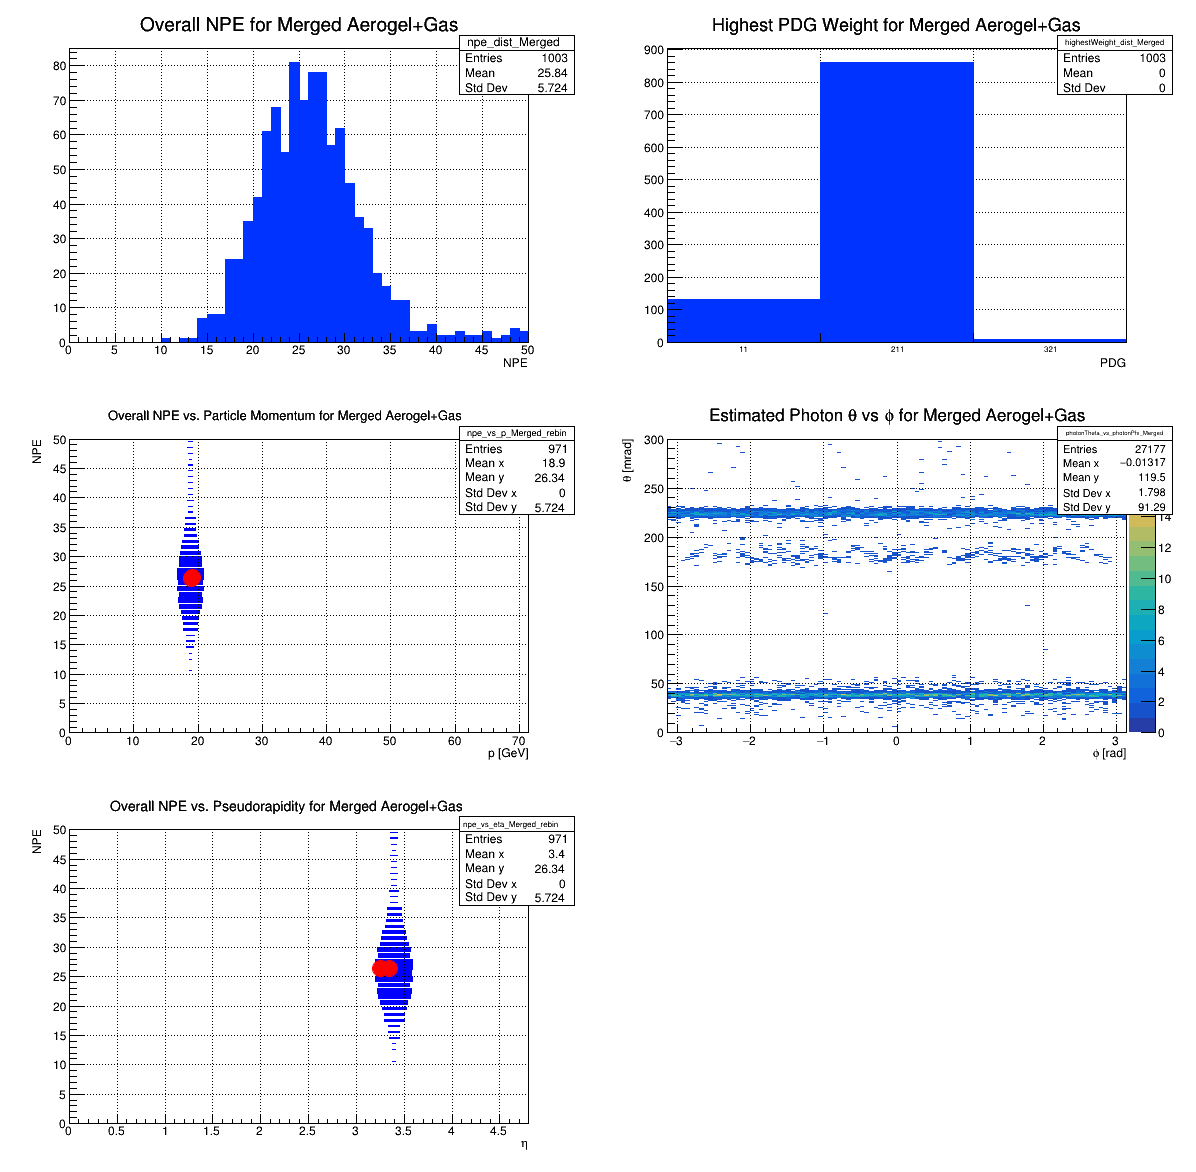 Overall NPE for Merged Aerogel+Gas
npe_dist_Merged
Entries 1003
Mean 25.84
Std Dev 5.724
80
70
60
50
40
30
20
10
0
0 5 10 15 20 25 30 35 40 45 50
NPE
Highest PDG Weight for Merged Aerogel+Gas
highestWeight_dist_Merged
Entries 1003
Mean 0
Std Dev 0
900
800
700
600
500
400
300
200
100
0
11 211 321
PDG
Overall NPE vs. Particle Momentum for Merged Aerogel+Gas
npe_vs_p_Merged_rebin
Entries 971
Mean x 18.9
Mean y 26.34
Std Dev x 0
Std Dev y 5.724
NPE
50
45
40
35
30
25
20
15
10
5
0
0 10 20 30 40 50 60 70
p [GeV]
Estimated Photon θ vs ϕ for Merged Aerogel+Gas
photonTheta_vs_photonPhi_Merged
Entries 27177
Mean x −0.01317
Mean y 119.5
Std Dev x 1.798
Std Dev y 91.29
θ [mrad]
300
250
200
150
100
50
0
−3 −2 −1 0 1 2 3
ϕ [rad]
14
12
10
8
6
4
2
0
Overall NPE vs. Pseudorapidity for Merged Aerogel+Gas
npe_vs_eta_Merged_rebin
Entries 971
Mean x 3.4
Mean y 26.34
Std Dev x 0
Std Dev y 5.724
NPE
50
45
40
35
30
25
20
15
10
5
0
0 0.5 1 1.5 2 2.5 3 3.5 4 4.5
η